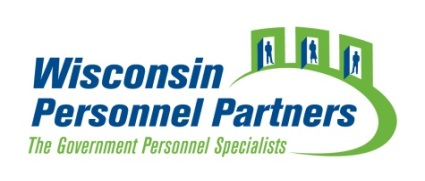 Wisconsin
Personnel Partners
The Government Personnel Specialists